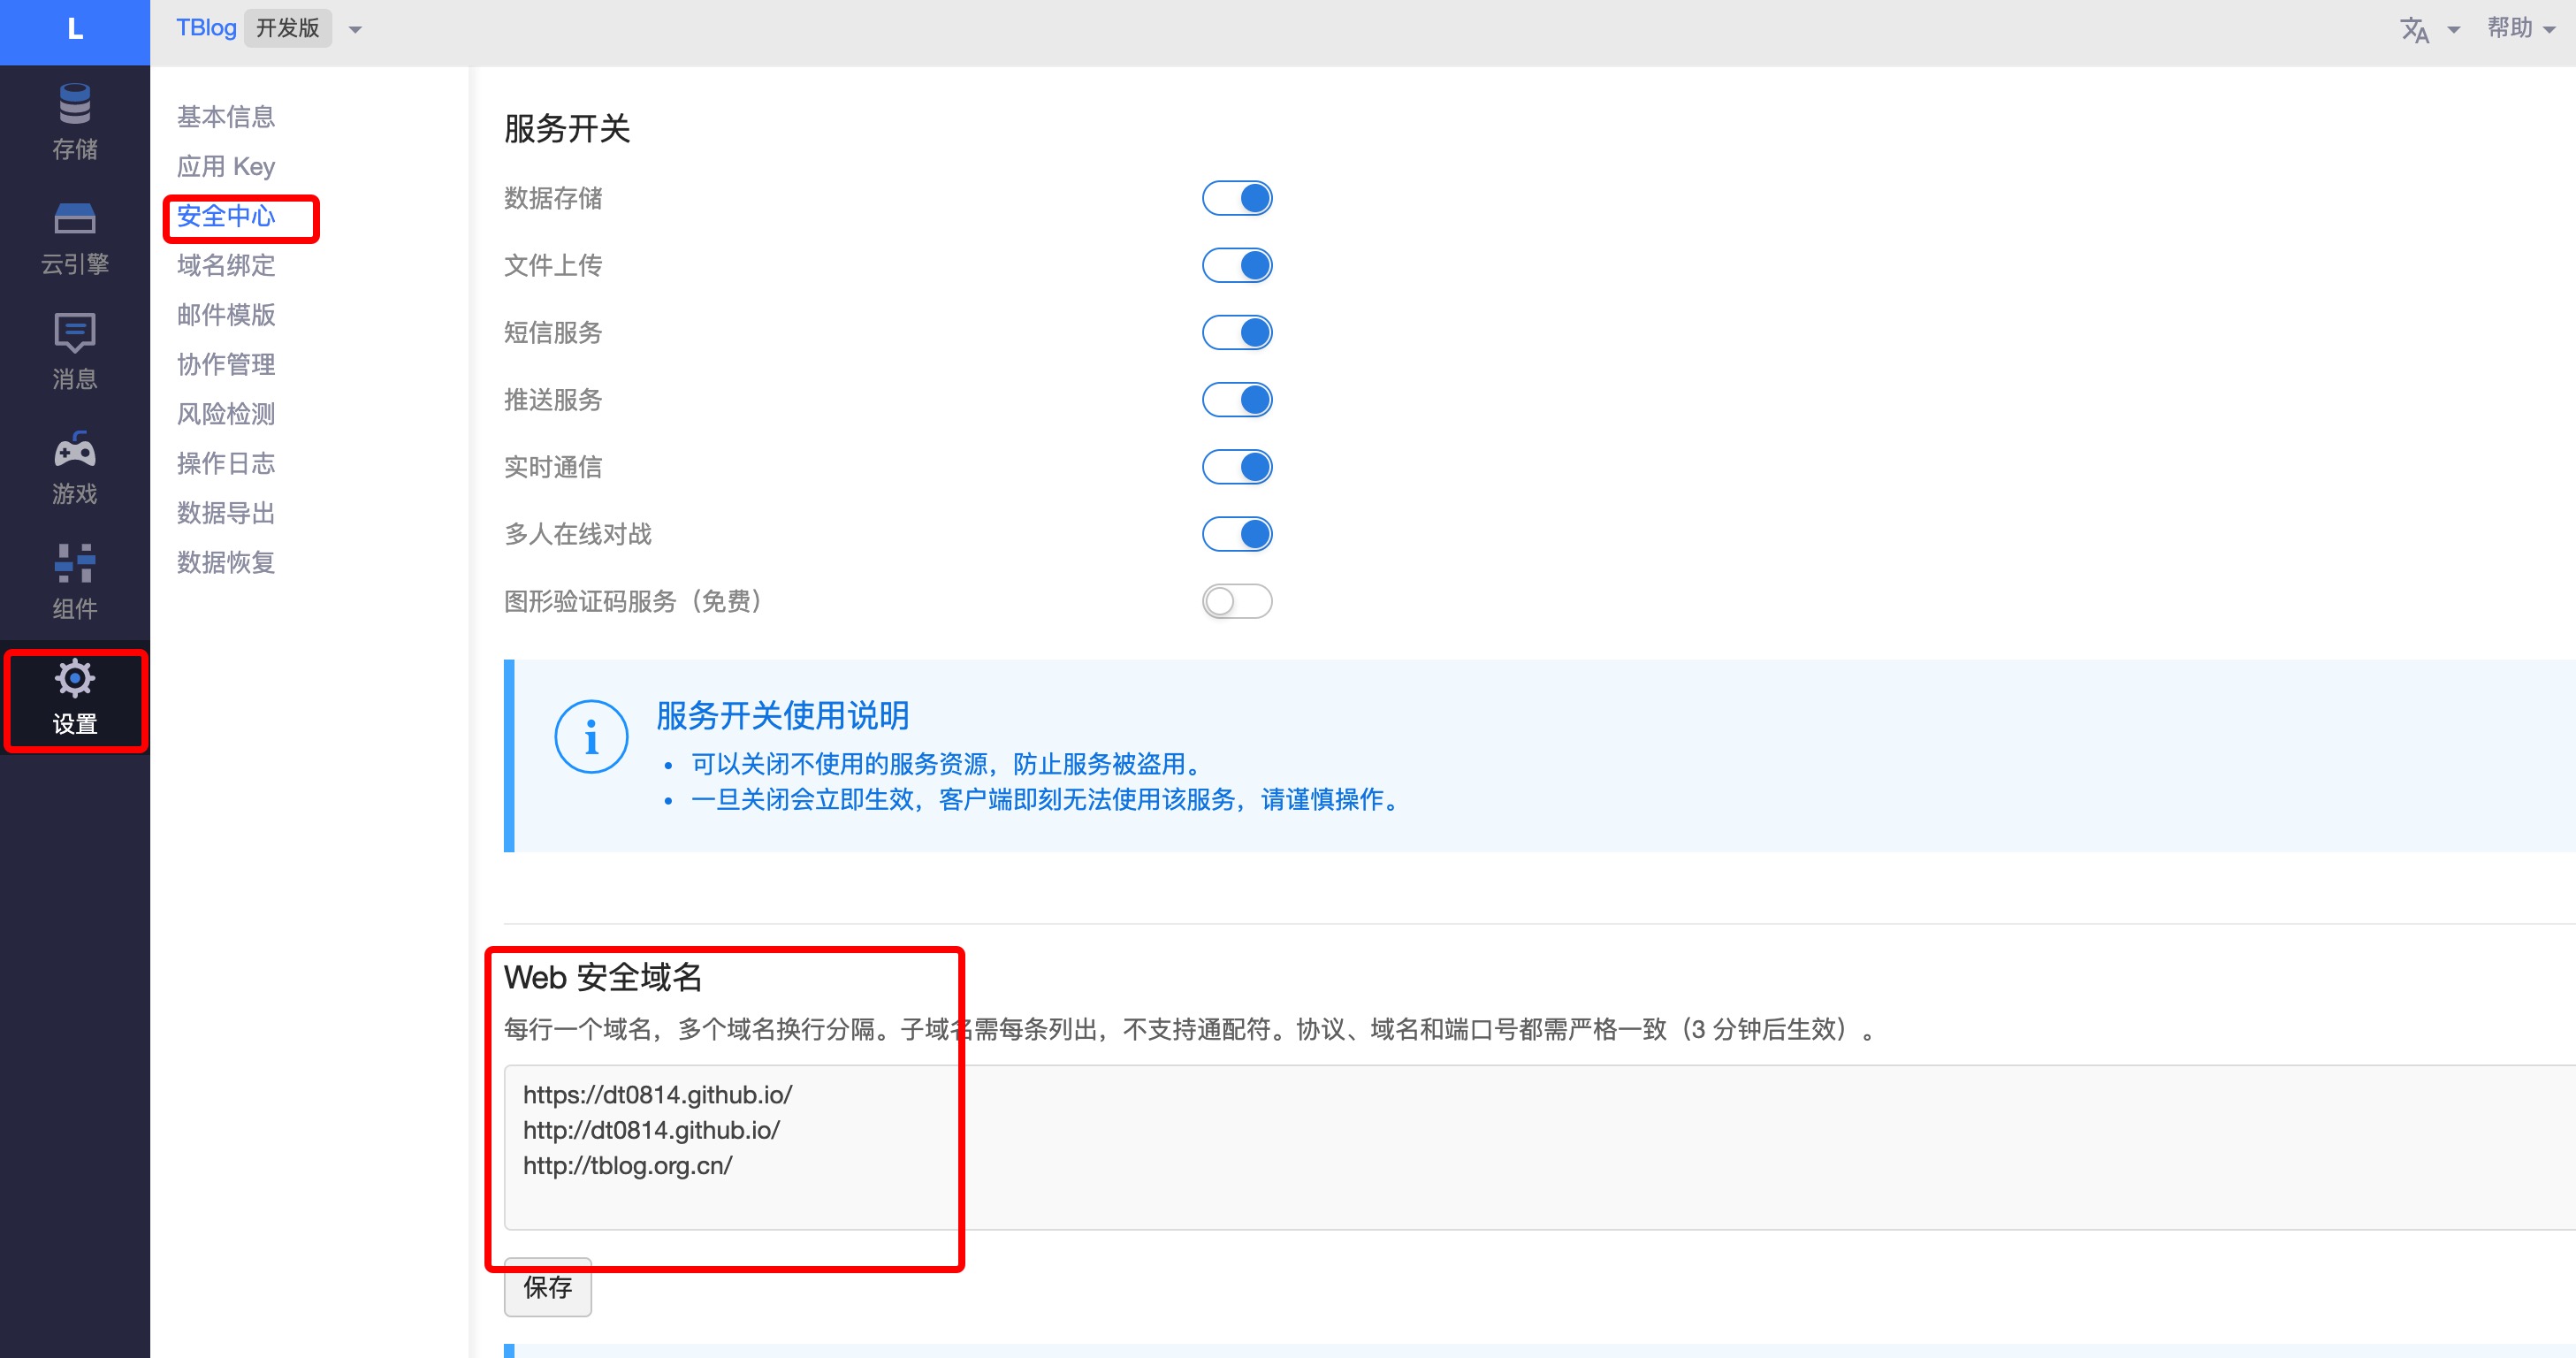 L
TBlog 开发版
帮助
存储
云引擎
消息
游戏
组件
设置
基本信息
应用 Key
安全中心
域名绑定
邮件模版
协作管理
风险检测
操作日志
数据导出
数据恢复
服务开关
数据存储
文件上传
短信服务
推送服务
实时通信
多人在线对战
图形验证码服务（免费）
服务开关使用说明
• 可以关闭不使用的服务资源，防止服务被盗用。
• 一旦关闭会立即生效，客户端即刻无法使用该服务，请谨慎操作。
Web 安全域名
每行一个域名，多个域名换行分隔。子域名需每条列出，不支持通配符。协议、域名和端口号都需严格一致（3 分钟后生效）。
https://dt0814.github.io/
http://dt0814.github.io/
http://tblog.org.cn/
保存